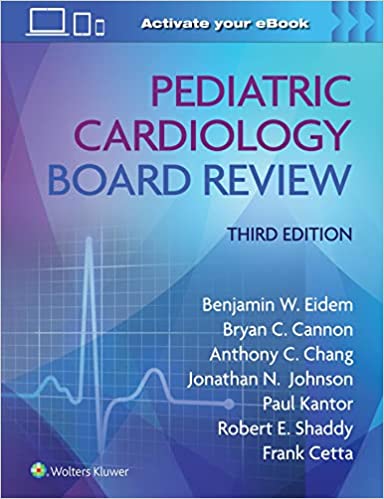 Activate your eBook
PEDIATRIC
CARDIOLOGY
BOARD REVIEW
THIRD EDITION
Benjamin W. Eidem
Bryan C. Cannon
Anthony C. Chang
Jonathan N. Johnson
Paul Kantor
Robert E. Shaddy
Frank Cetta
Wolters Kluwer